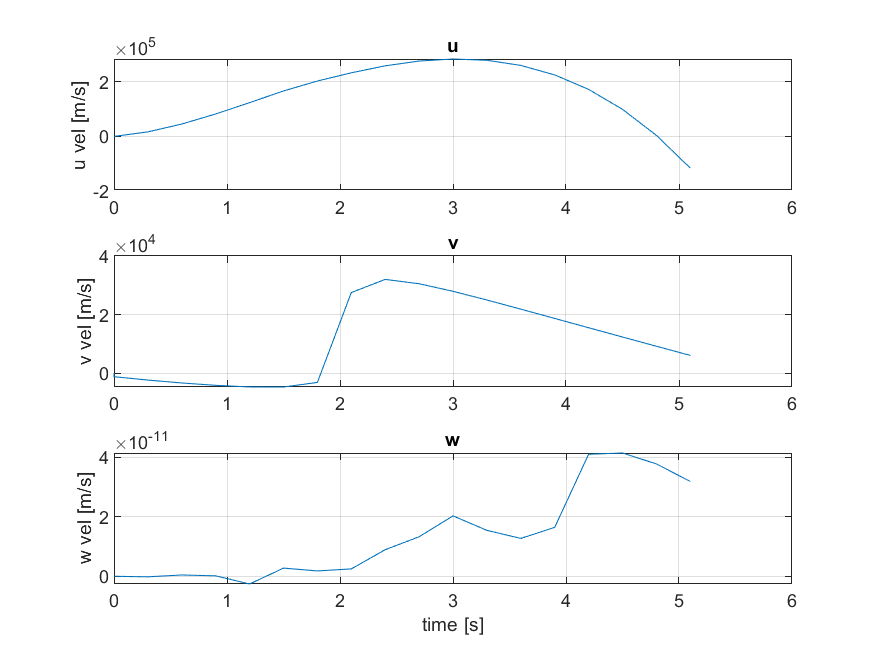 ×10^5
u
u vel [m/s]
2
0
-2
0 1 2 3 4 5 6
×10^4
v
v vel [m/s]
4
2
0
0 1 2 3 4 5 6
×10^-11
w
w vel [m/s]
4
2
0
0 1 2 3 4 5 6
time [s]